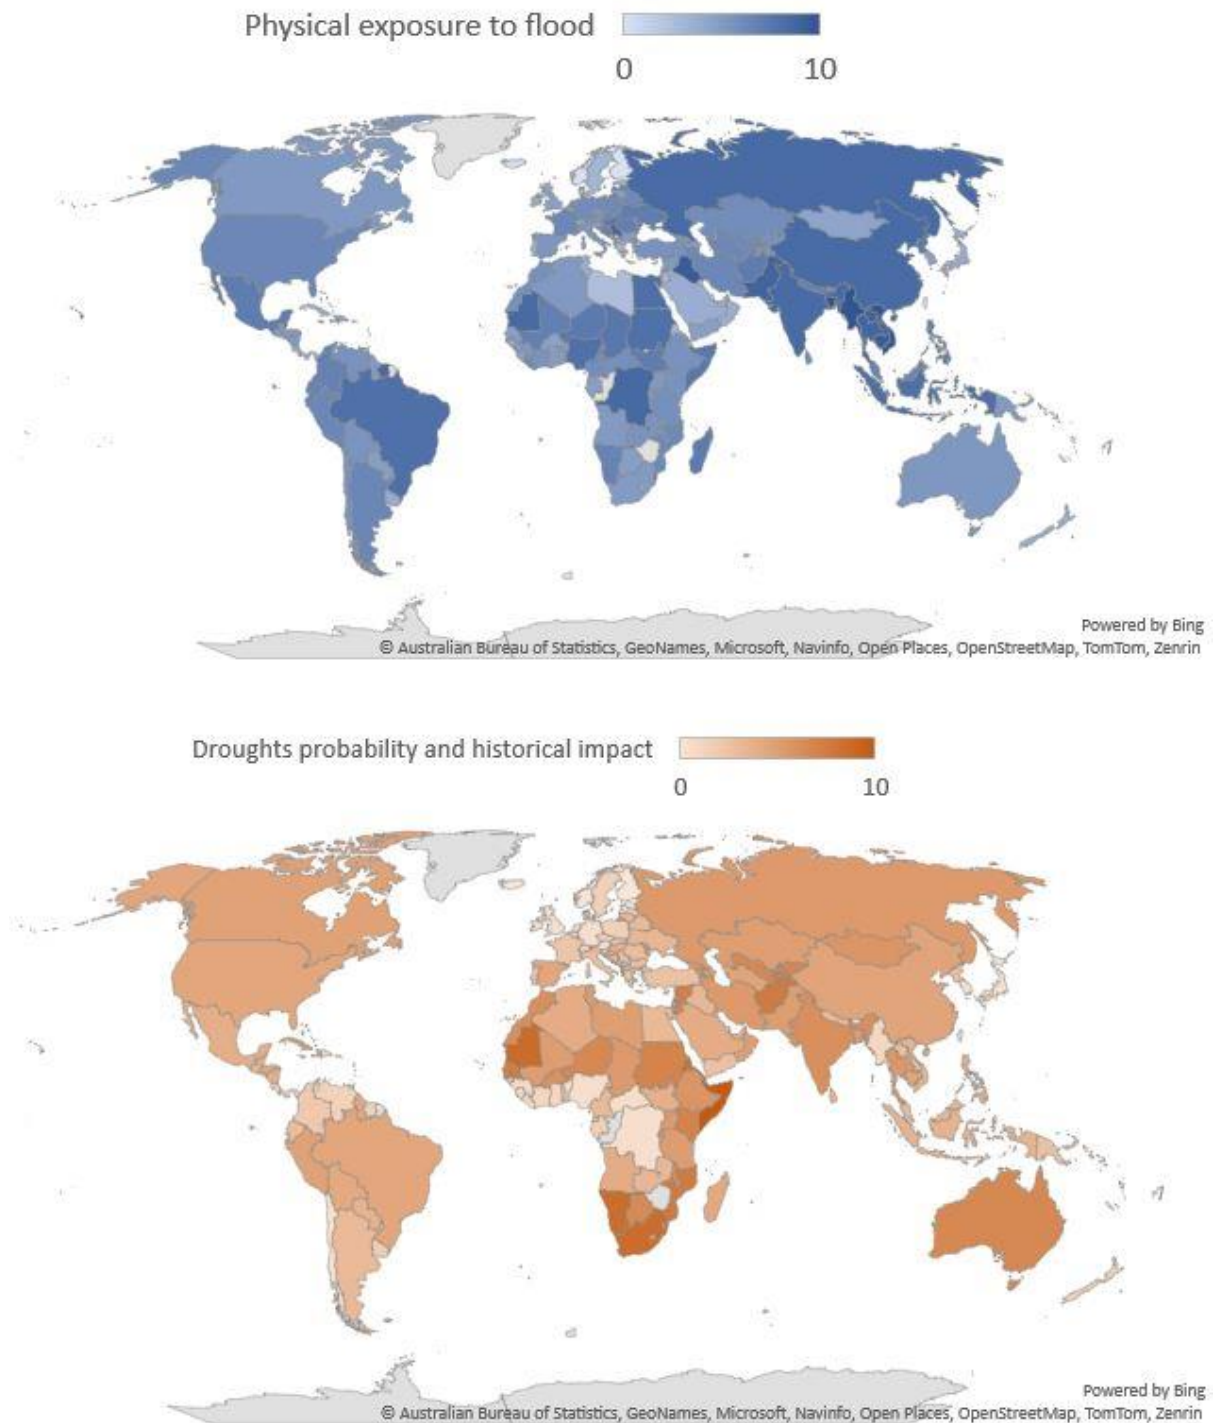 Physical exposure to flood
0 10
Powered by Bing
© Australian Bureau of Statistics, GeoNames, Microsoft, Navinfo, Open Places, OpenStreetMap, TomTom, Zenrin
Droughts probability and historical impact
0 10
Powered by Bing
© Australian Bureau of Statistics, GeoNames, Microsoft, Navinfo, Open Places, OpenStreetMap, TomTom, Zenrin